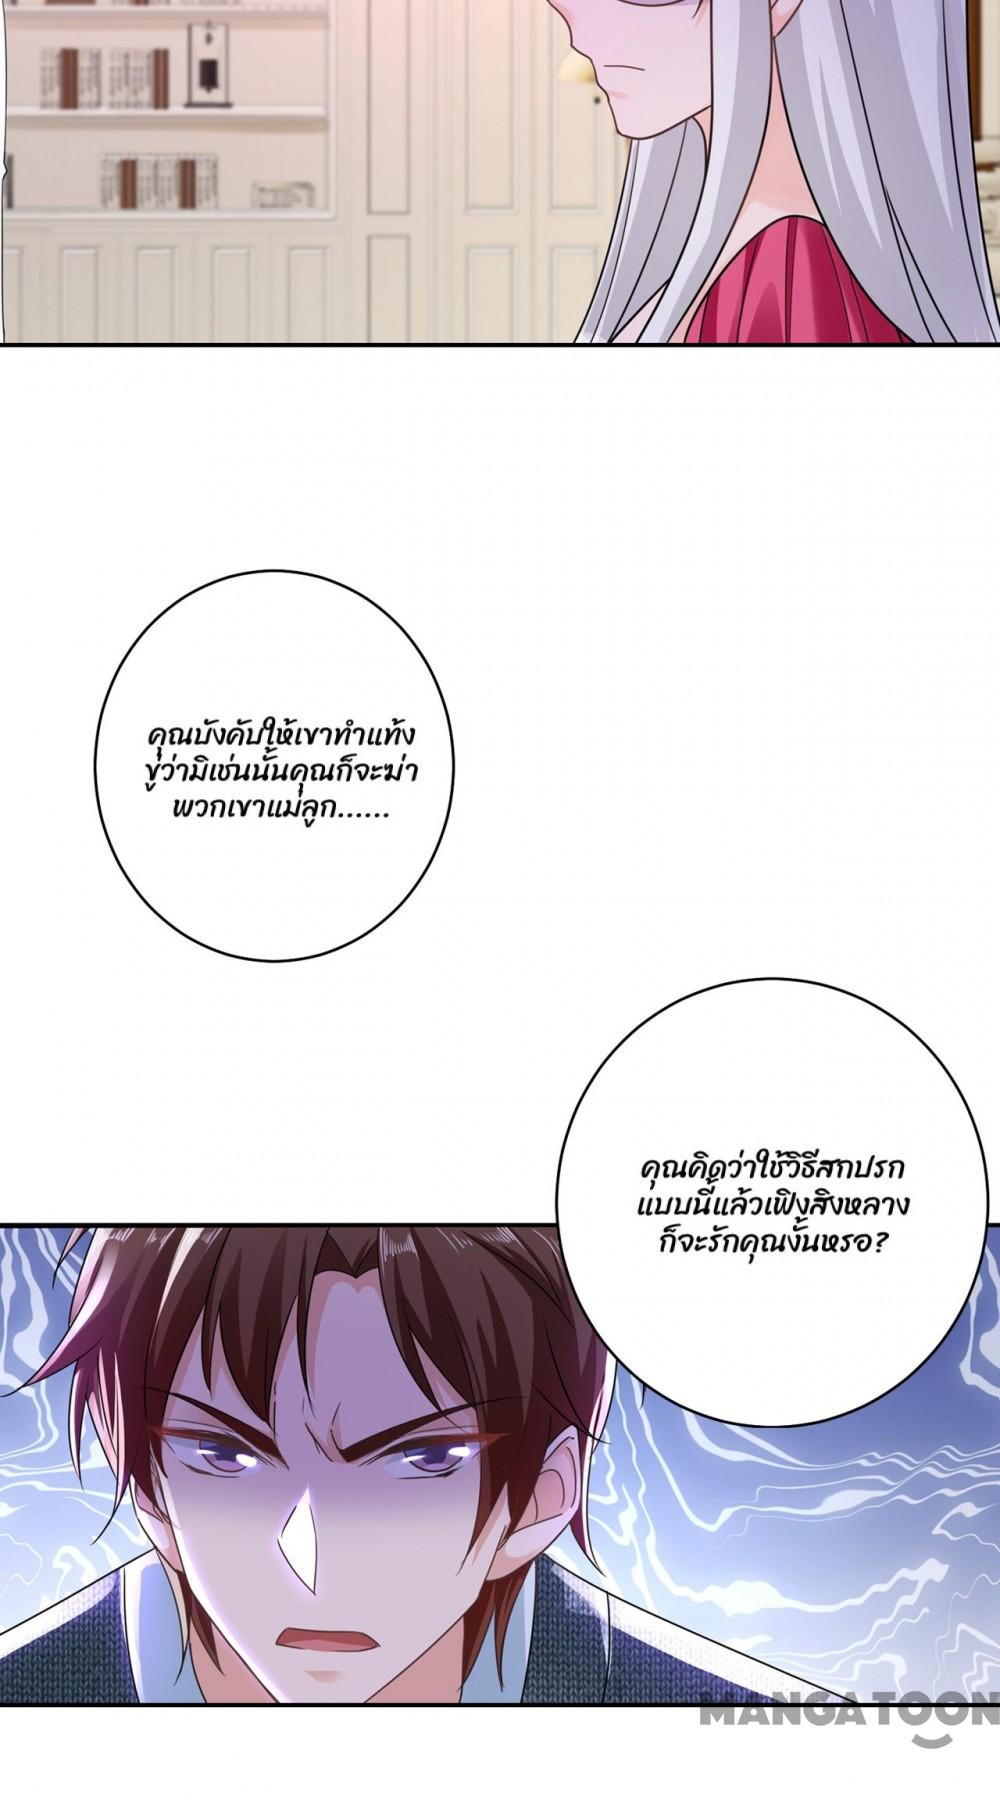 คุณบังคับให้เขาทำแท้ง
ขู่ว่ามิเช่นนั้นคุณก็จะฆ่า
พวกเขาแม่ลูก......
คุณคิดว่าใช้วิธีสกปรก
แบบนี้แล้วเฟิงสิงหลาง
ก็จะรักคุณงั้นหรอ?
MANGATOON